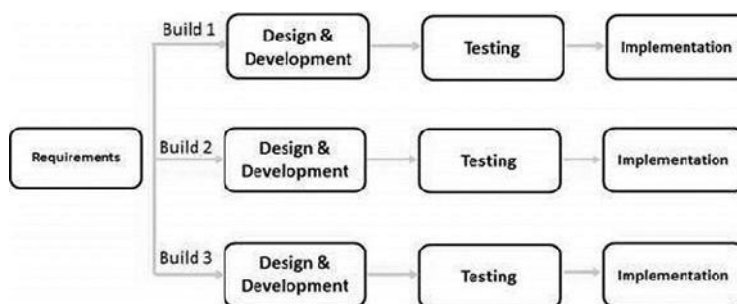 Build 1
Design &
Development
Testing
Implementation
Requirements
Build 2
Design &
Development
Testing
Implementation
Build 3
Design &
Development
Testing
Implementation